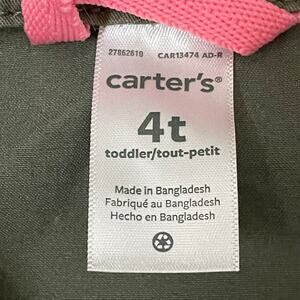 27862610 CAR13474 AD-R
carter's®
4t
toddler/tout-petit
Made in Bangladesh
Fabriqué au Bangladesh
Hecho en Bangladesh